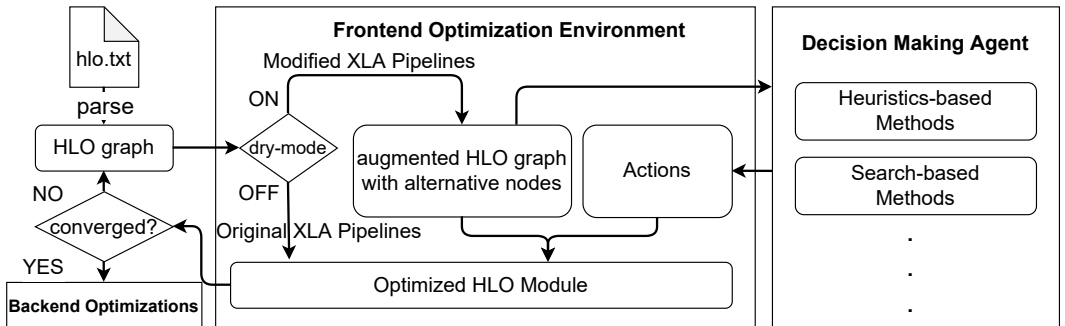 hlo.txt
parse
HLO graph
NO
converged?
YES
Backend Optimizations
Frontend Optimization Environment
Modified XLA Pipelines
ON
dry-mode
OFF
augmented HLO graph
with alternative nodes
Actions
Original XLA Pipelines
Optimized HLO Module
Decision Making Agent
Heuristics-based
Methods
Search-based
Methods
.
.
.